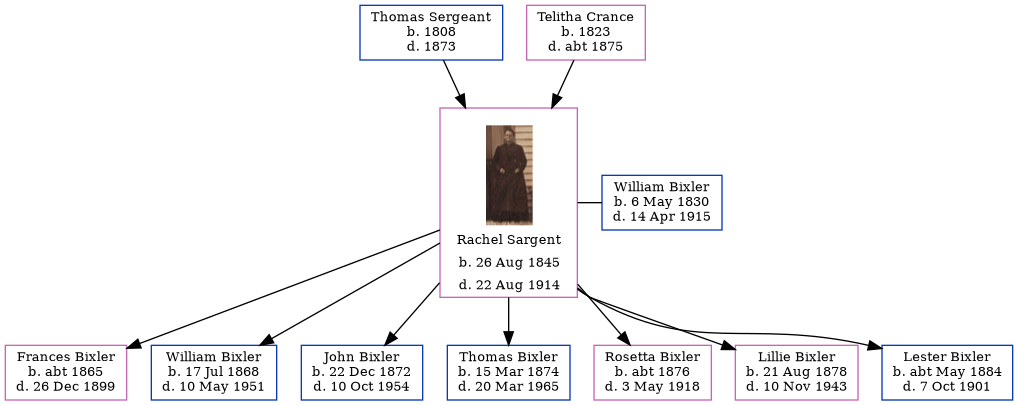 Thomas Sergeant
b. 1808
d. 1873
Telitha Crance
b. 1823
d. abt 1875
Rachel Sargent
b. 26 Aug 1845
d. 22 Aug 1914
William Bixler
b. 6 May 1830
d. 14 Apr 1915
Frances Bixler
b. abt 1865
d. 26 Dec 1899
William Bixler
b. 17 Jul 1868
d. 10 May 1951
John Bixler
b. 22 Dec 1872
d. 10 Oct 1954
Thomas Bixler
b. 15 Mar 1874
d. 20 Mar 1965
Rosetta Bixler
b. abt 1876
d. 3 May 1918
Lillie Bixler
b. 21 Aug 1878
d. 10 Nov 1943
Lester Bixler
b. abt May 1884
d. 7 Oct 1901